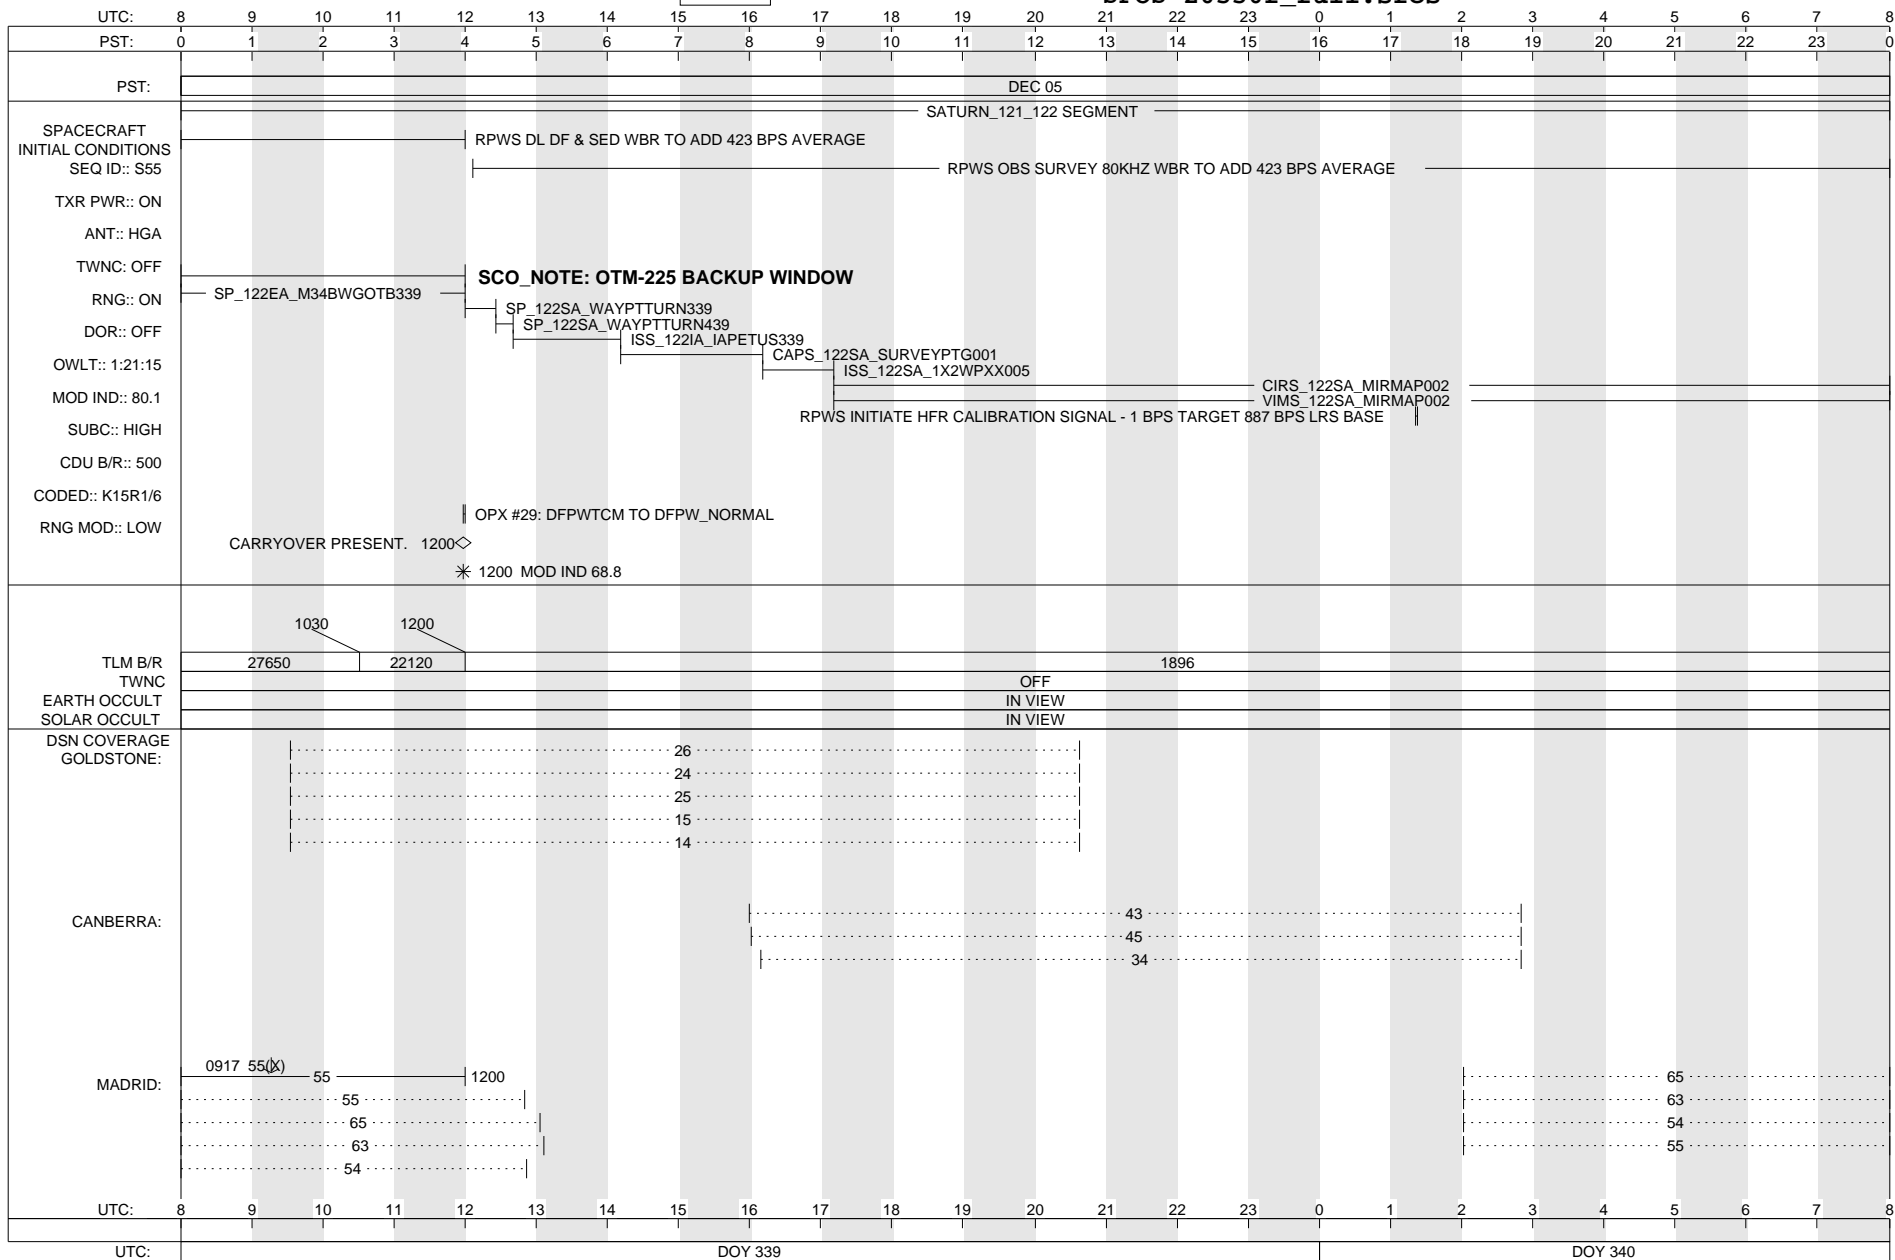 UTC: 8 9 10 11 12 13 14 15 16 17 18 19 20 21 22 23 0 1 2 3 4 5 6 7 8
PST: 0 1 2 3 4 5 6 7 8 9 10 11 12 13 14 15 16 17 18 19 20 21 22 23 0
PST: DEC 05
SATURN_121_122 SEGMENT
SPACECRAFT
INITIAL CONDITIONS
RPWS DL DF & SED WBR TO ADD 423 BPS AVERAGE
SEQ ID:: S55
RPWS OBS SURVEY 80KHZ WBR TO ADD 423 BPS AVERAGE
TXR PWR:: ON
ANT:: HGA
TWNC: OFF
SCO_NOTE: OTM-225 BACKUP WINDOW
SP_122EA_M34BWGOTB339
RNG:: ON
SP_122SA_WAYPTTURN339
SP_122SA_WAYPTTURN439
DOR:: OFF
ISS_122IA_IAPETUS339
CAPS_122SA_SURVEYPTG001
OWLT:: 1:21:15
ISS_122SA_1X2WPXX005
CIRS_122SA_MIRMAP002
MOD IND:: 80.1
VIMS_122SA_MIRMAP002
RPWS INITIATE HFR CALIBRATION SIGNAL - 1 BPS TARGET 887 BPS LRS BASE
SUBC:: HIGH
CDU B/R:: 500
CODED:: K15R1/6
OPX #29: DFPWTCM TO DFPW_NORMAL
RNG MOD:: LOW
CARRYOVER PRESENT. 1200
1200 MOD IND 68.8
1030 1200
TLM B/R 27650 22120 1896
TWNC OFF
EARTH OCCULT IN VIEW
SOLAR OCCULT IN VIEW
DSN COVERAGE
GOLDSTONE:
26
24
25
15
14
CANBERRA:
43
45
34
MADRID:
0917 55(X)
55 1200
55
65
63
54
65
63
54
55
UTC: 8 9 10 11 12 13 14 15 16 17 18 19 20 21 22 23 0 1 2 3 4 5 6 7 8
UTC: DOY 339 DOY 340